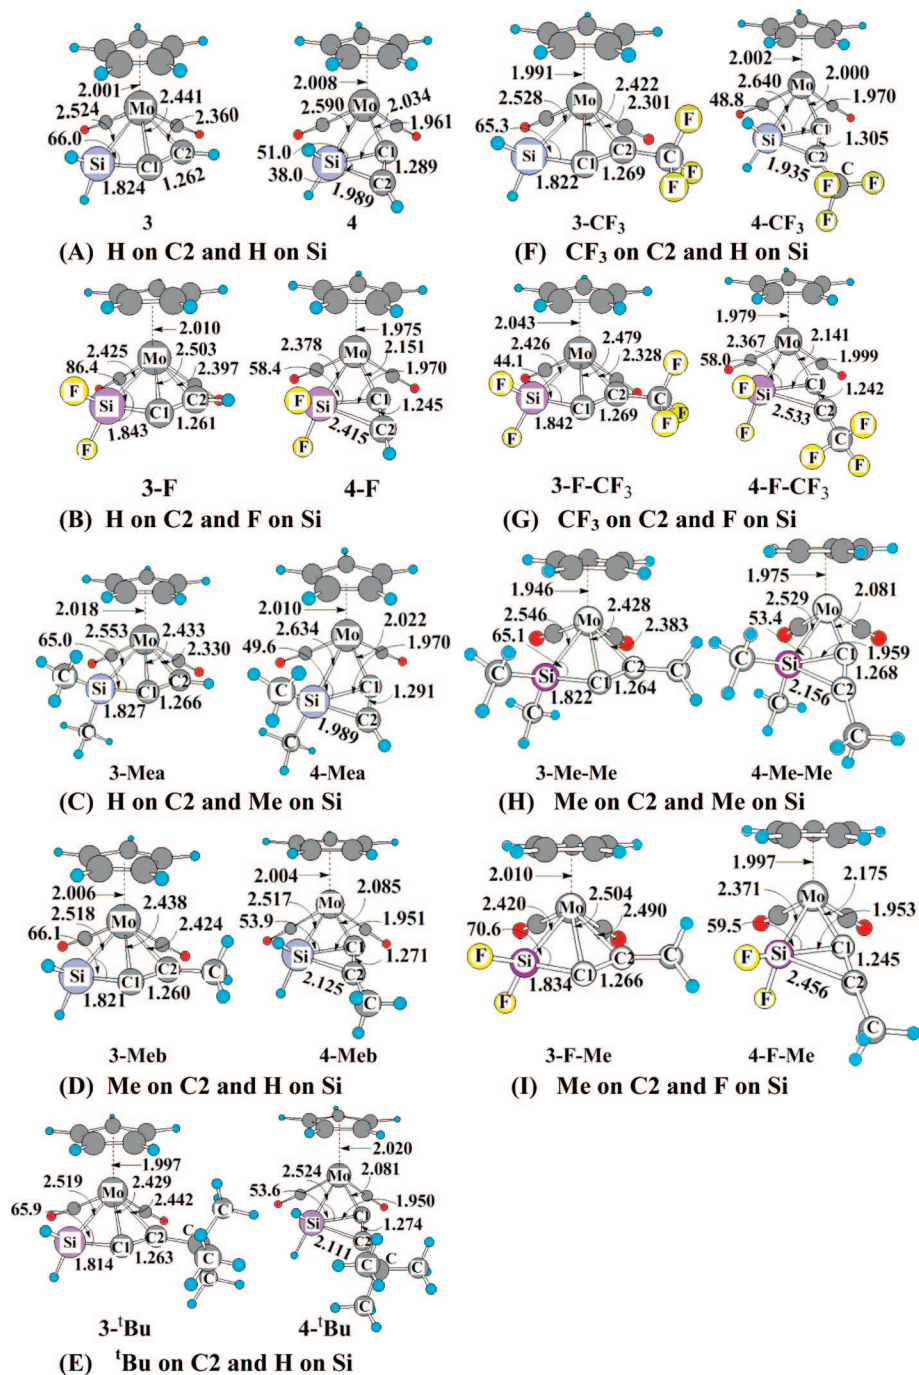 2.001
Mo
2.441
2.524
2.360
66.0
Si
C1
C2
1.824
1.262
3
2.008
Mo
2.590
2.034
1.961
51.0
Si
C1
1.289
38.0
1.989
C2
4
(A) H on C2 and H on Si
1.991
2.422
2.528
Mo
2.301
F
65.3
Si
C1
C2
C
F
F
1.822
1.269
3-CF₃
2.002
2.000
2.640
Mo
1.970
48.8
C1
Si
1.305
C2
1.935
C
F
F
F
4-CF₃
(F) CF₃ on C2 and H on Si
2.010
2.425
Mo
2.503
86.4
2.397
F
Si
C1
C2
1.843
1.261
F
3-F
1.975
2.378
Mo
2.151
58.4
1.970
F
Si
C1
1.245
2.415
C2
F
4-F
(B) H on C2 and F on Si
2.043
2.479
2.426
Mo
2.328
44.1
F
F
Si
C1
C2
C
F
F
F
1.842
1.269
3-F-CF₃
1.979
2.367
Mo
2.141
58.0
1.999
F
Si
C1
1.242
C2
2.533
F
C
F
F
F
4-F-CF₃
(G) CF₃ on C2 and F on Si
2.018
2.553
Mo
2.433
65.0
2.330
C
Si
C1
C2
1.827
1.266
C
3-Mea
2.010
2.634
Mo
2.022
49.6
1.970
C
C1
Si
1.291
C2
1.989
C
4-Mea
(C) H on C2 and Me on Si
1.946
2.428
2.546
Mo
65.1
2.383
C
Si
C1
C2
C
1.822
1.264
C
3-Me-Me
1.975
2.529
Mo
2.081
53.4
1.959
C
Si
C1
1.268
2.156
C2
C
C
4-Me-Me
(H) Me on C2 and Me on Si
2.006
2.438
2.518
Mo
2.424
66.1
Si
C1
C2
C
1.821
1.260
3-Meb
2.004
2.085
2.517
Mo
53.9
1.951
Si
C1
1.271
C2
2.125
C
4-Meb
(D) Me on C2 and H on Si
2.010
2.504
2.420
Mo
2.490
70.6
F
Si
C1
C2
C
F
1.834
1.266
3-F-Me
1.997
2.175
2.371
Mo
1.953
59.5
F
Si
C1
1.245
F
2.456
C2
C
4-F-Me
(I) Me on C2 and F on Si
1.997
2.519
Mo
2.429
65.9
2.442
C
Si
C1
C2
C
C
C
1.814
1.263
3-ᵗBu
2.020
2.524
Mo
2.081
53.6
1.950
Si
C1
1.274
C2
2.111
C
C
C
C
4-ᵗBu
(E) ᵗBu on C2 and H on Si